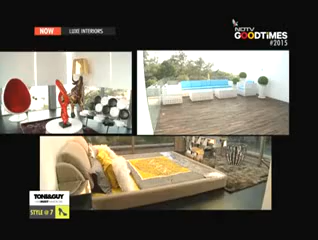 NOW LUXE INTERIORS
NDTV
GOODTiMES
#2015
TONI&GUY
STYLE @ 7